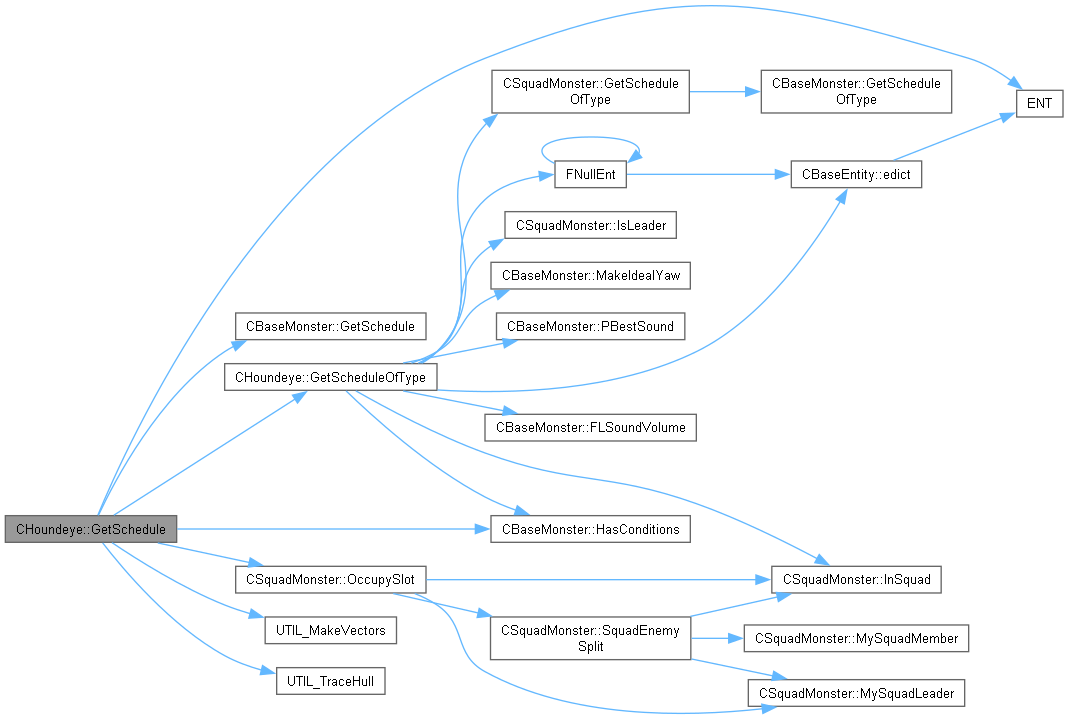 CSquadMonster::GetSchedule
OfType
CBaseMonster::GetSchedule
OfType
ENT
FNullEnt
CBaseEntity::edict
CSquadMonster::IsLeader
CBaseMonster::MakeIdealYaw
CBaseMonster::GetSchedule
CBaseMonster::PBestSound
CHoundeye::GetScheduleOfType
CBaseMonster::FLSoundVolume
CHoundeye::GetSchedule
CBaseMonster::HasConditions
CSquadMonster::OccupySlot
CSquadMonster::InSquad
UTIL_MakeVectors
CSquadMonster::SquadEnemy
Split
CSquadMonster::MySquadMember
UTIL_TraceHull
CSquadMonster::MySquadLeader